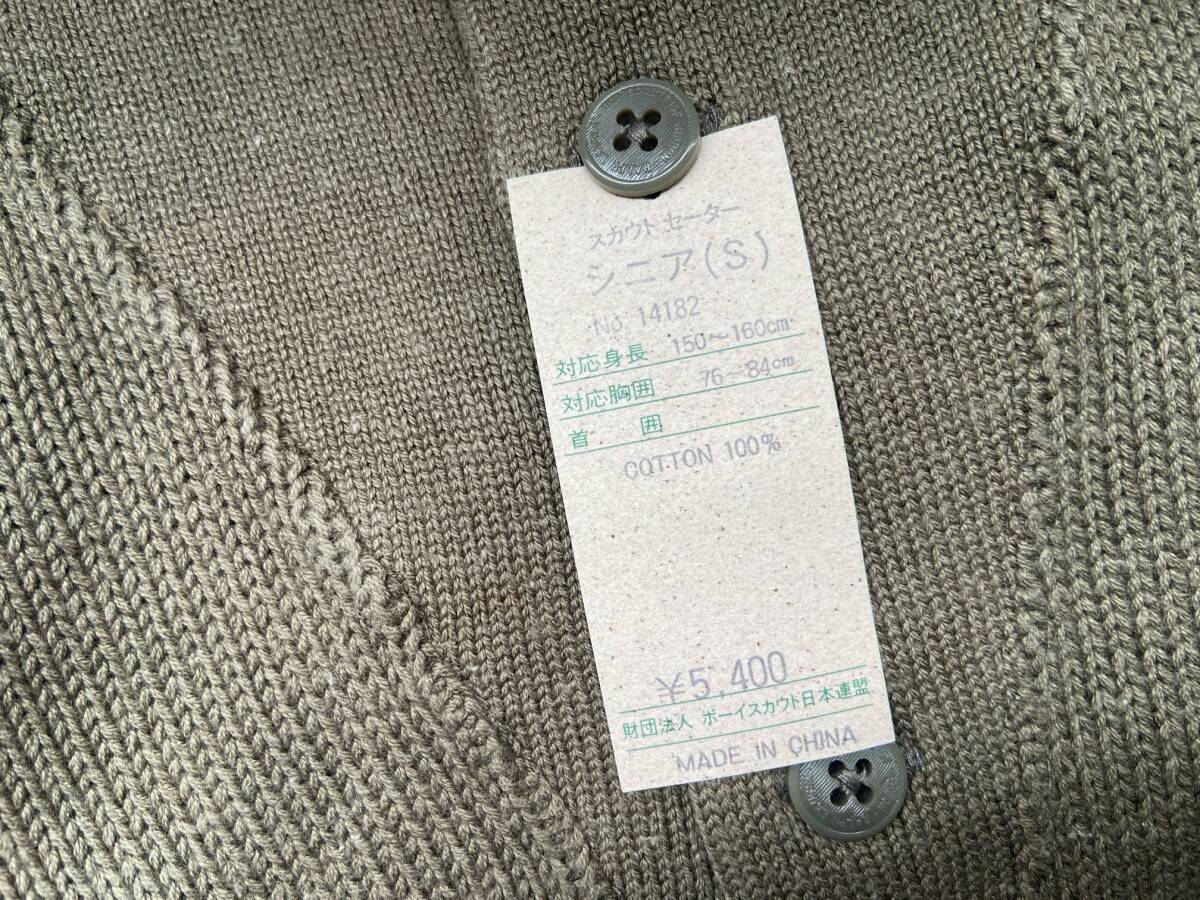 スカウト セーター
シニア(S)
No. 14182
対応身長 150～160cm
対応胸囲 76～84cm
首 囲
COTTON 100%
¥5,400
財団法人 ボーイスカウト日本連盟
MADE IN CHINA